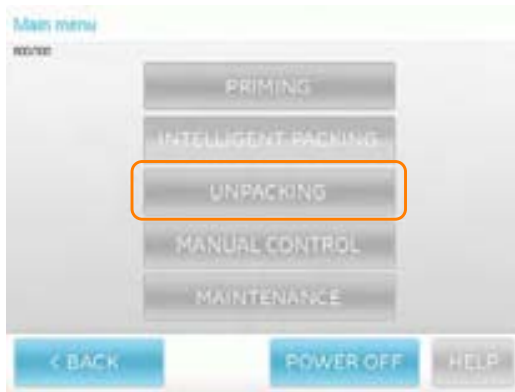 Main menu
PRIMING
INTELLIGENT PACKING
UNPACKING
MANUAL CONTROL
MAINTENANCE
< BACK
POWER OFF
HELP